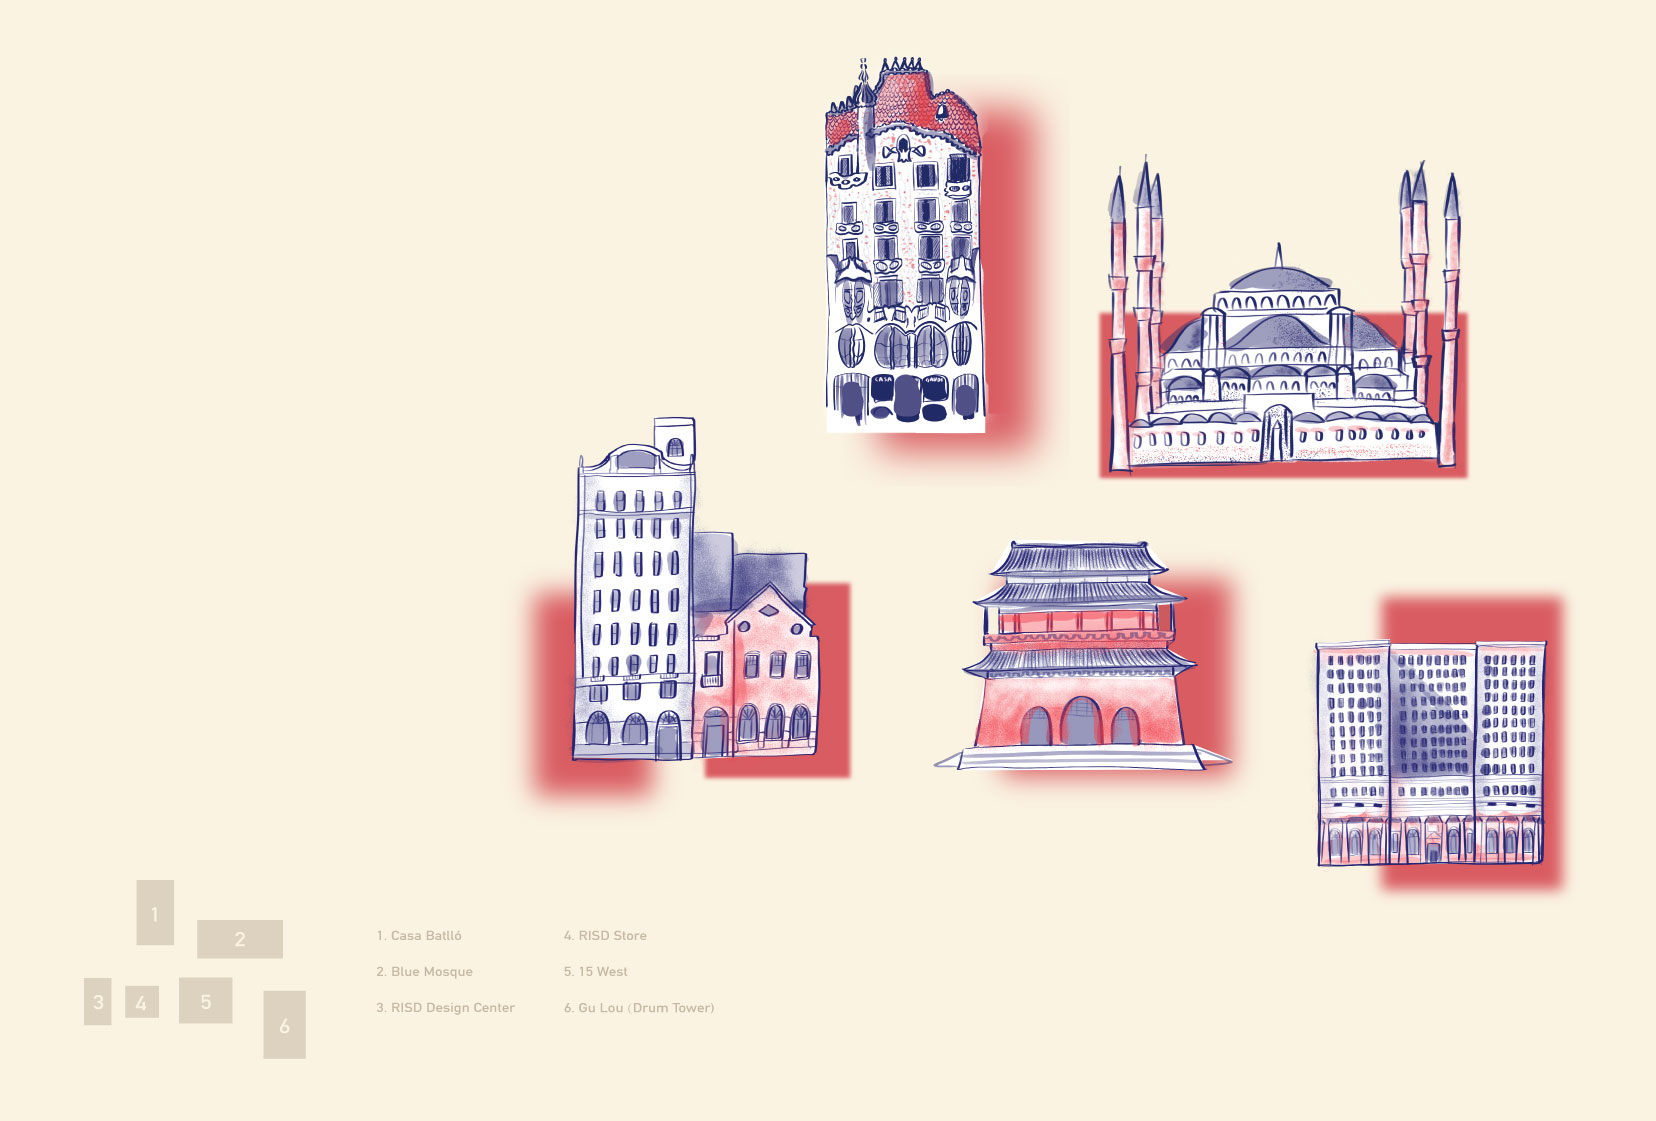 CASA GAUDÍ
1
2
3 4 5
6
1. Casa Batlló
2. Blue Mosque
3. RISD Design Center
4. RISD Store
5. 15 West
6. Gu Lou (Drum Tower)